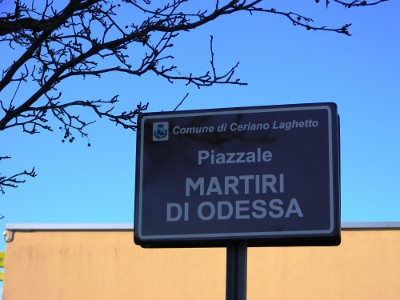 Comune di Ceriano Laghetto
Piazzale
MARTIRI
DI ODESSA